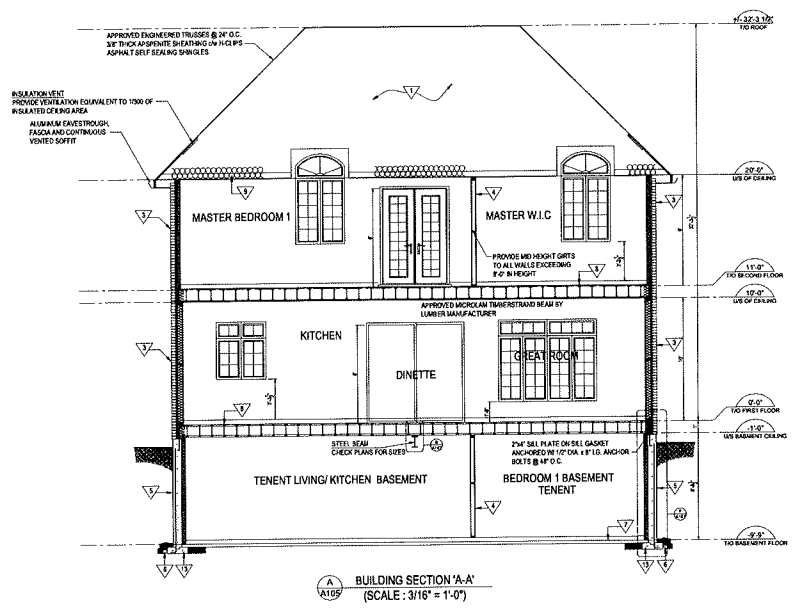 APPROVED ENGINEERED TRUSSES @ 24" O.C.
3/8" THICK APSPENITE SHEATHING c/w H-CLIPS
ASPHALT SELF SEALING SHINGLES
+/- 32'-3 1/2"
T/O ROOF
1
INSULATION VENT
PROVIDE VENTILATION EQUIVALENT TO 1/300 OF
INSULATED CEILING AREA
ALUMINUM EAVESTROUGH,
FASCIA AND CONTINUOUS
VENTED SOFFIT
20'-0"
U/S OF CEILING
9
4
3
3
MASTER BEDROOM 1
MASTER W.I.C
PROVIDE MID HEIGHT GIRTS
TO ALL WALLS EXCEEDING
8'-0" IN HEIGHT
8
11'-0"
T/O SECOND FLOOR
10'-0"
U/S OF CEILING
APPROVED MICROLAM TIMBERSTRAND BEAM BY
LUMBER MANUFACTURER
KITCHEN
3
3
GREAT ROOM
DINETTE
8
0'-0"
T/O FIRST FLOOR
-1'-0"
U/S BASMENT CEILING
STEEL BEAM
CHECK PLANS FOR SIZES
2"x4" SILL PLATE ON SILL GASKET
ANCHORED W/ 1/2" DIA. x 8" LG. ANCHOR
BOLTS @ 48" O.C.
TENENT LIVING/ KITCHEN BASEMENT
BEDROOM 1 BASEMENT
TENENT
5
5
4
7
-9'-9"
T/O BASEMENT FLOOR
6
13
13
6
A
A105
BUILDING SECTION 'A-A'
(SCALE : 3/16" = 1'-0")